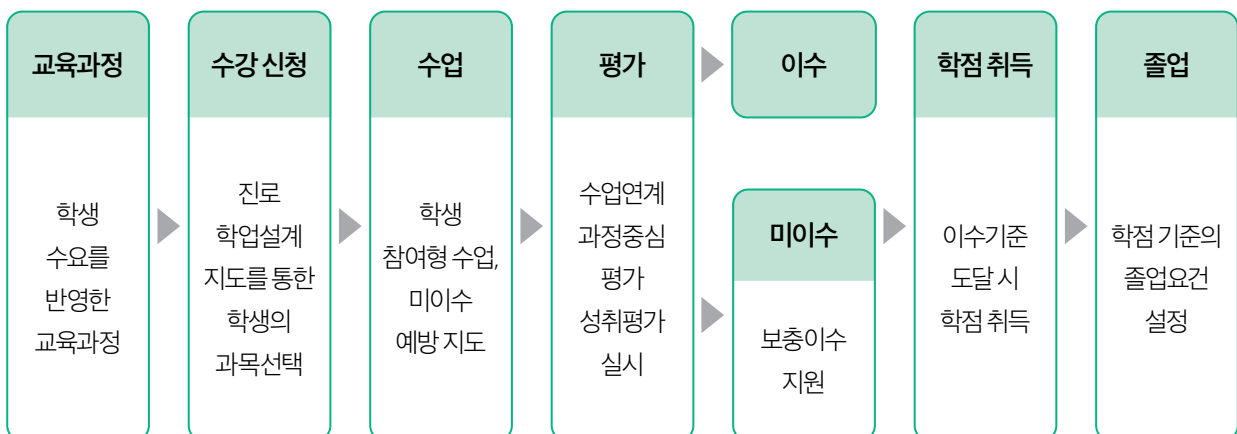 교육과정
학생
수요를
반영한
교육과정
수강 신청
진로
학업설계
지도를 통한
학생의
과목선택
수업
학생
참여형 수업,
미이수
예방 지도
평가
수업연계
과정중심
평가
성취평가
실시
이수
미이수
보충이수
지원
학점 취득
이수기준
도달 시
학점 취득
졸업
학점 기준의
졸업요건
설정